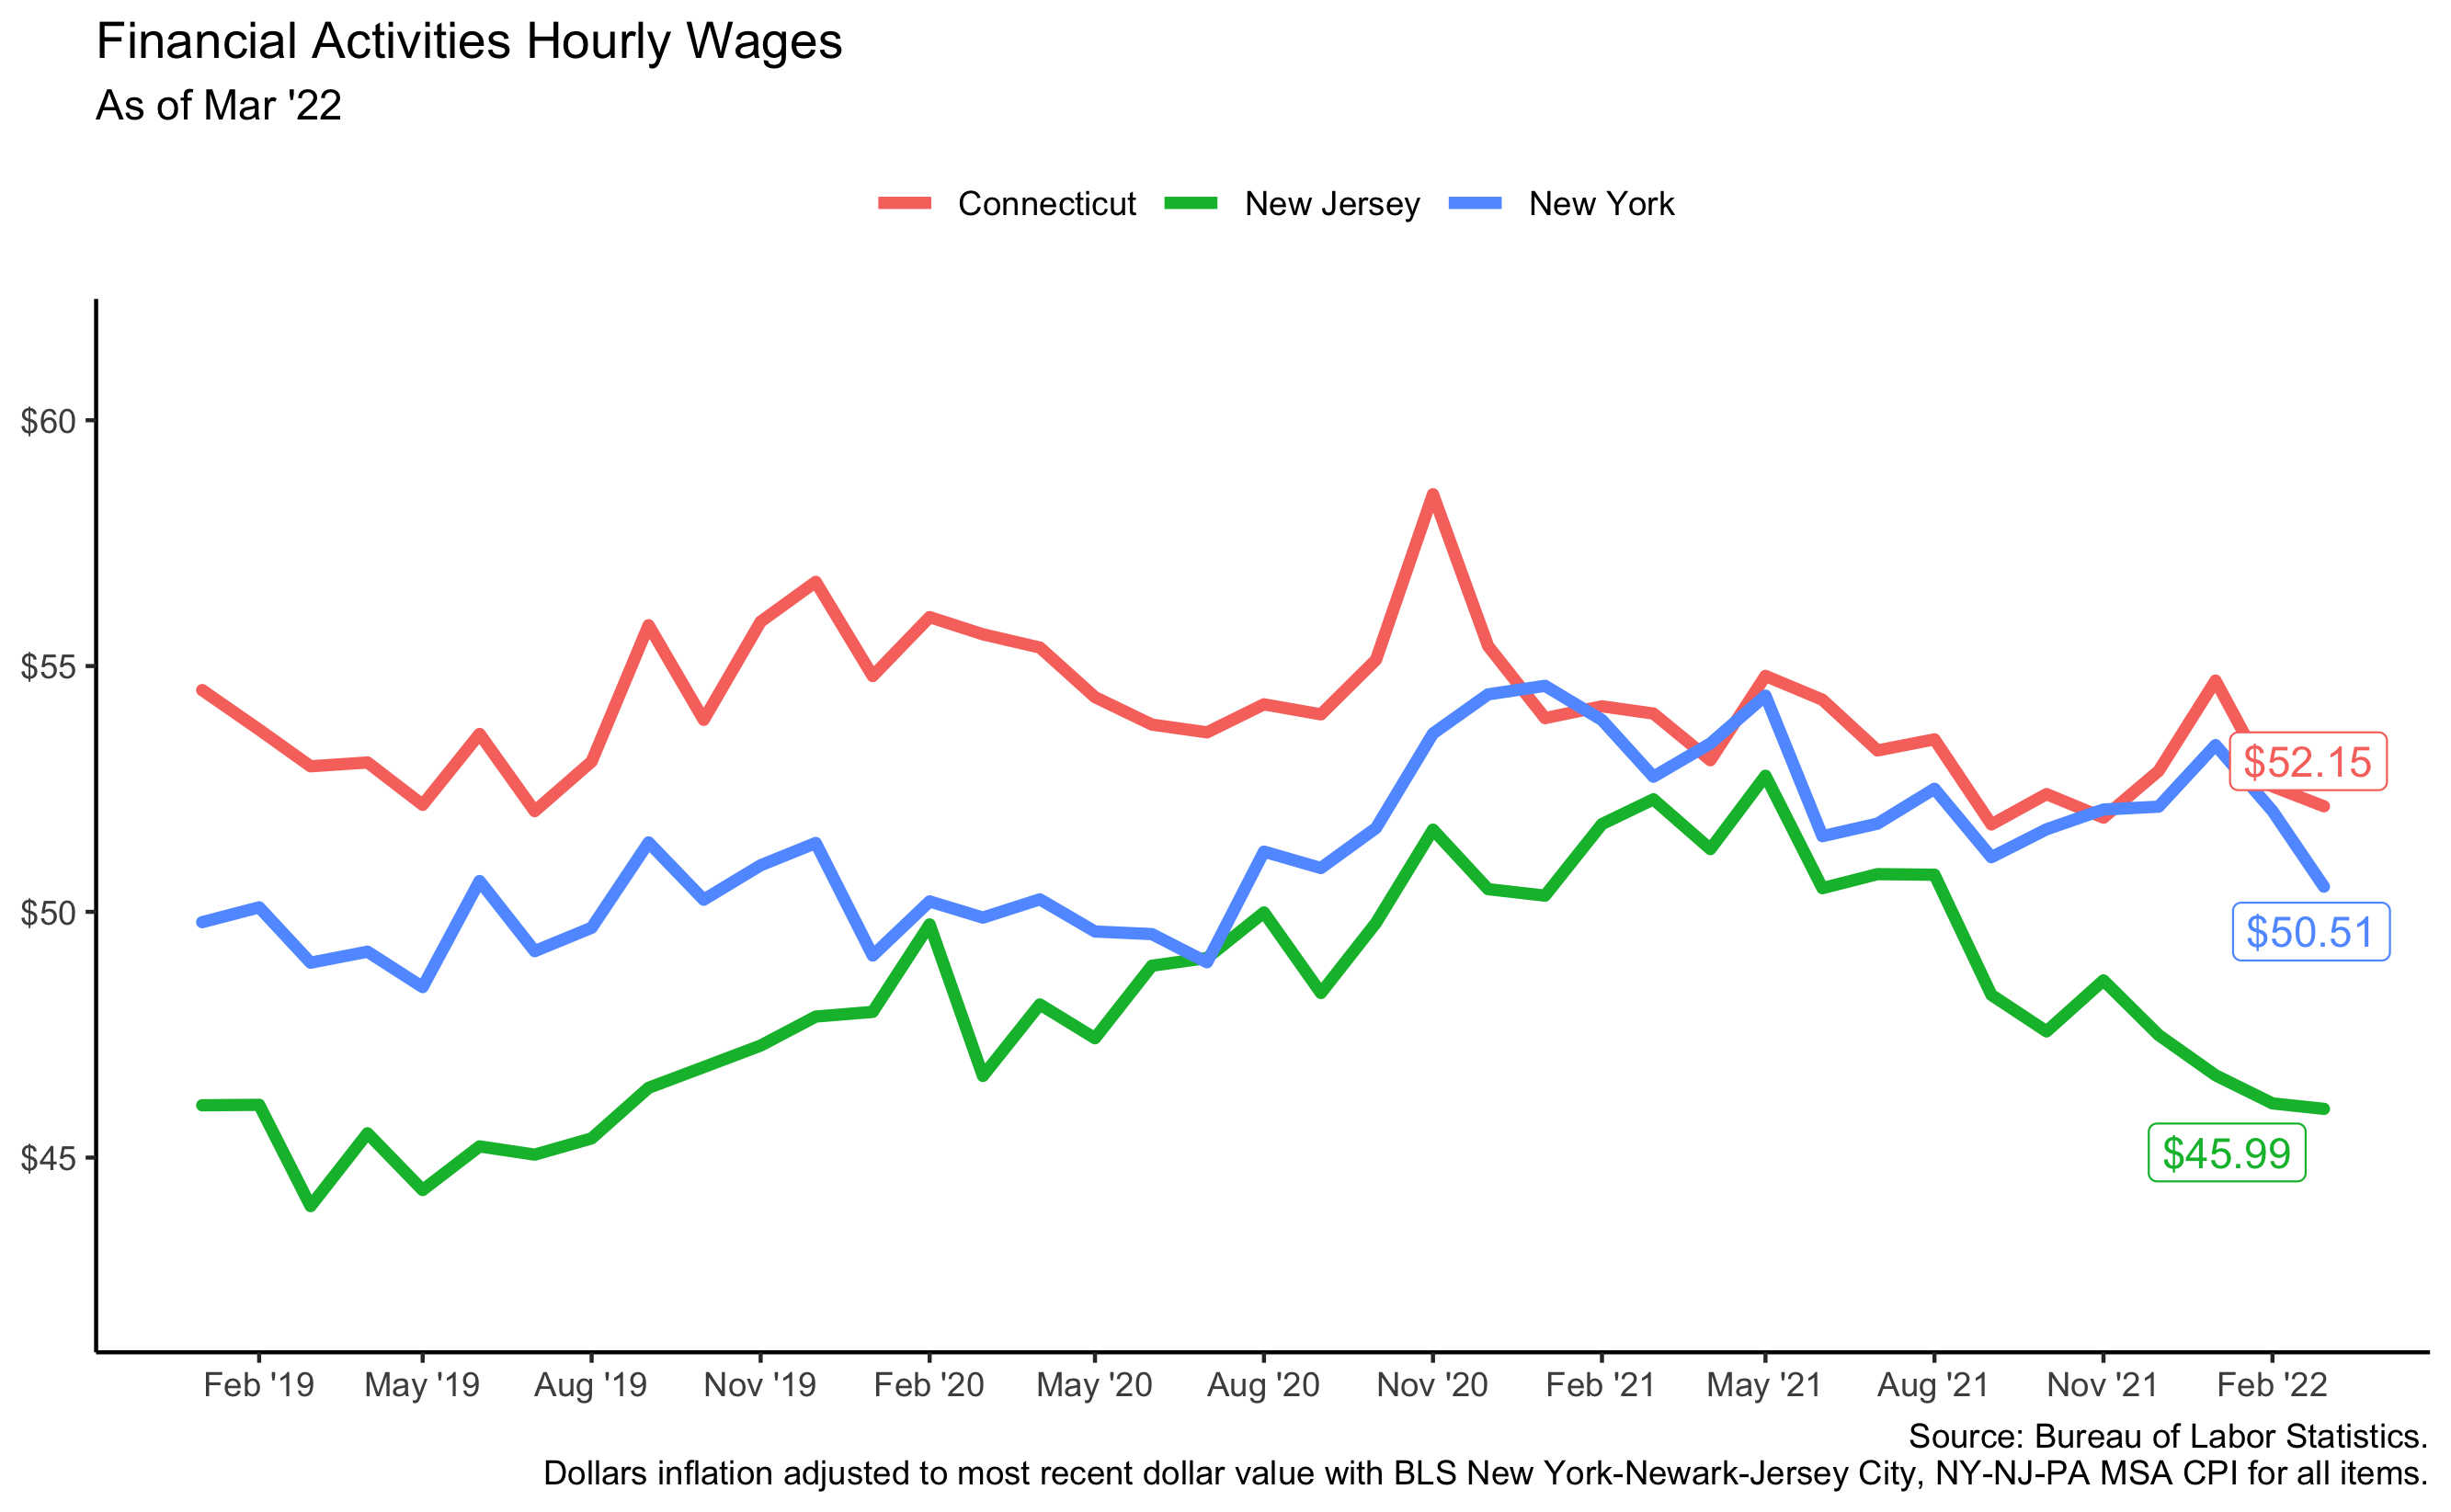 Financial Activities Hourly Wages
As of Mar '22
Connecticut New Jersey New York
$60
$55
$50
$45
$52.15
$50.51
$45.99
Feb '19 May '19 Aug '19 Nov '19 Feb '20 May '20 Aug '20 Nov '20 Feb '21 May '21 Aug '21 Nov '21 Feb '22
Source: Bureau of Labor Statistics.
Dollars inflation adjusted to most recent dollar value with BLS New York-Newark-Jersey City, NY-NJ-PA MSA CPI for all items.